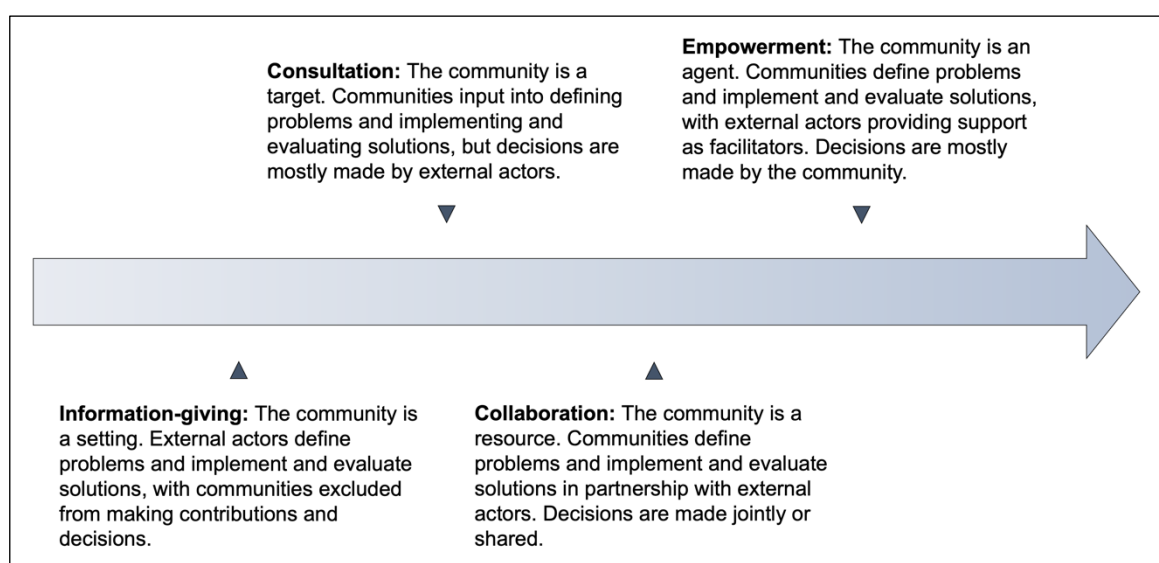 Consultation: The community is a
target. Communities input into defining
problems and implementing and
evaluating solutions, but decisions are
mostly made by external actors.
Empowerment: The community is an
agent. Communities define problems
and implement and evaluate solutions,
with external actors providing support
as facilitators. Decisions are mostly
made by the community.
Information-giving: The community is
a setting. External actors define
problems and implement and evaluate
solutions, with communities excluded
from making contributions and
decisions.
Collaboration: The community is a
resource. Communities define
problems and implement and evaluate
solutions in partnership with external
actors. Decisions are made jointly or
shared.